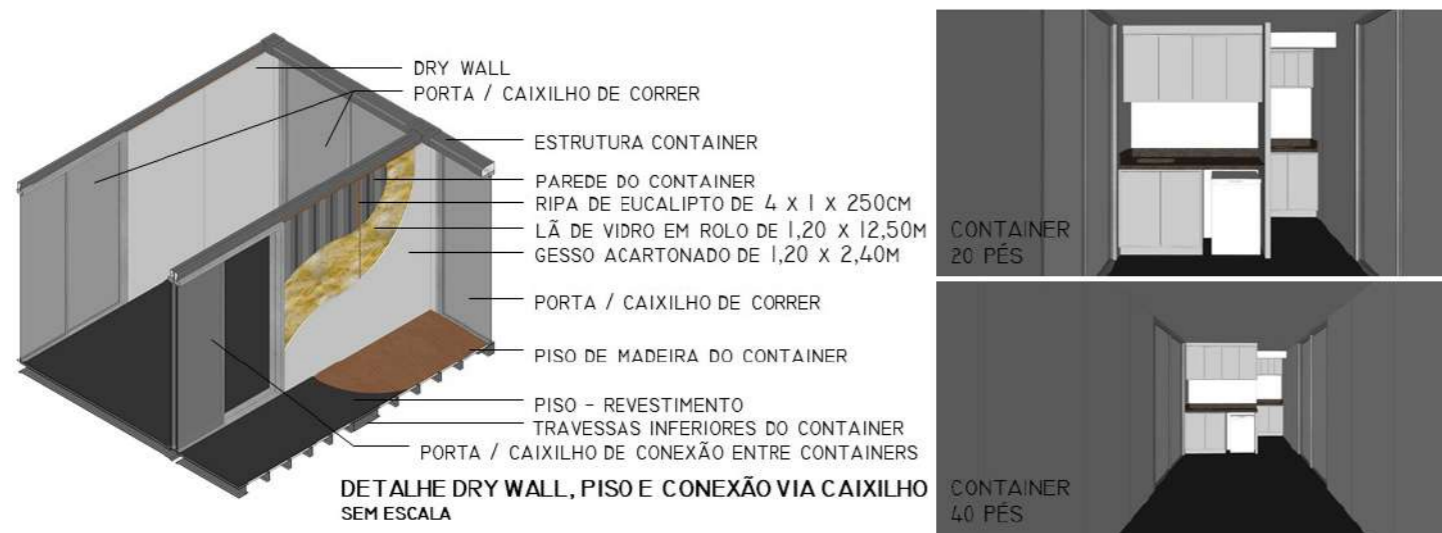 DRY WALL
PORTA / CAIXILHO DE CORRER
ESTRUTURA CONTAINER
PAREDE DO CONTAINER
RIPA DE EUCALIPTO DE 4 X 1 X 250CM
LÃ DE VIDRO EM ROLO DE 1,20 X 12,50M
GESSO ACARTONADO DE 1,20 X 2,40M
PORTA / CAIXILHO DE CORRER
PISO DE MADEIRA DO CONTAINER
PISO - REVESTIMENTO
TRAVESSAS INFERIORES DO CONTAINER
PORTA / CAIXILHO DE CONEXÃO ENTRE CONTAINERS
DETALHE DRY WALL, PISO E CONEXÃO VIA CAIXILHO
SEM ESCALA
CONTAINER
20 PÉS
CONTAINER
40 PÉS